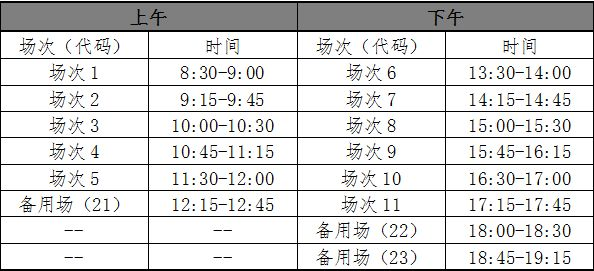 上午 下午
场次（代码） 时间 场次（代码） 时间
场次1 8:30-9:00 场次6 13:30-14:00
场次2 9:15-9:45 场次7 14:15-14:45
场次3 10:00-10:30 场次8 15:00-15:30
场次4 10:45-11:15 场次9 15:45-16:15
场次5 11:30-12:00 场次10 16:30-17:00
备用场（21） 12:15-12:45 场次11 17:15-17:45
-- -- 备用场（22） 18:00-18:30
-- -- 备用场（23） 18:45-19:15